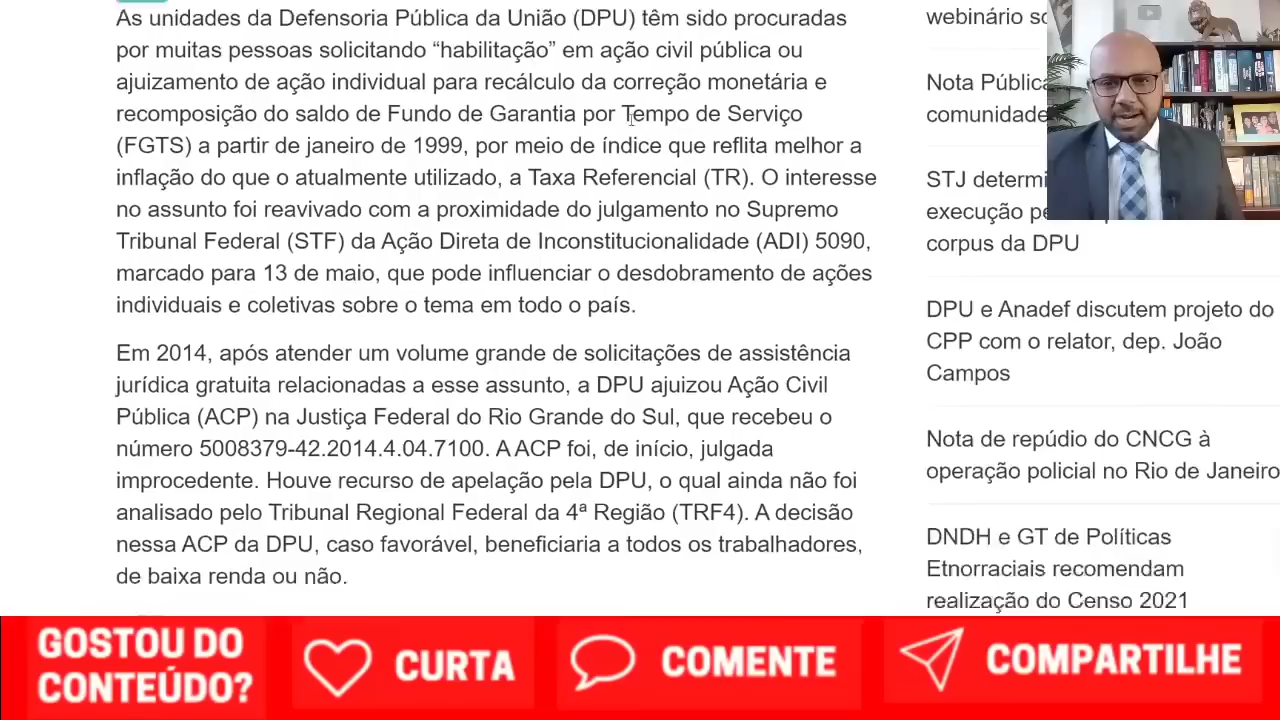 As unidades da Defensoria Pública da União (DPU) têm sido procuradas
por muitas pessoas solicitando “habilitação” em ação civil pública ou
ajuizamento de ação individual para recálculo da correção monetária e
recomposição do saldo de Fundo de Garantia por Tempo de Serviço
(FGTS) a partir de janeiro de 1999, por meio de índice que reflita melhor a
inflação do que o atualmente utilizado, a Taxa Referencial (TR). O interesse
no assunto foi reavivado com a proximidade do julgamento no Supremo
Tribunal Federal (STF) da Ação Direta de Inconstitucionalidade (ADI) 5090,
marcado para 13 de maio, que pode influenciar o desdobramento de ações
individuais e coletivas sobre o tema em todo o país.
Em 2014, após atender um volume grande de solicitações de assistência
jurídica gratuita relacionadas a esse assunto, a DPU ajuizou Ação Civil
Pública (ACP) na Justiça Federal do Rio Grande do Sul, que recebeu o
número 5008379-42.2014.4.04.7100. A ACP foi, de início, julgada
improcedente. Houve recurso de apelação pela DPU, o qual ainda não foi
analisado pelo Tribunal Regional Federal da 4ª Região (TRF4). A decisão
nessa ACP da DPU, caso favorável, beneficiaria a todos os trabalhadores,
de baixa renda ou não.
webinário
Nota Pública
comunidade
STJ
execução
corpus da DPU
DPU e Anadef discutem projeto do
CPP com o relator, dep. João
Campos
Nota de repúdio do CNCG à
operação policial no Rio de Janeiro
DNDH e GT de Políticas
Etnorraciais recomendam
realização do Censo 2021
GOSTOU DO
CONTEÚDO?
CURTA
COMENTE
COMPARTILHE